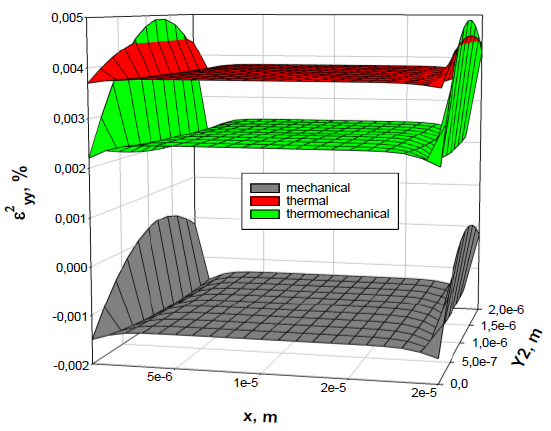 0,005
0,004
0,003
0,002
0,001
0,000
-0,001
-0,002
ε²yy, %
mechanical
thermal
thermomechanical
5e-6
1e-5
2e-5
2e-5
x, m
0,0
5,0e-7
1,0e-6
1,5e-6
2,0e-6
Y2, m